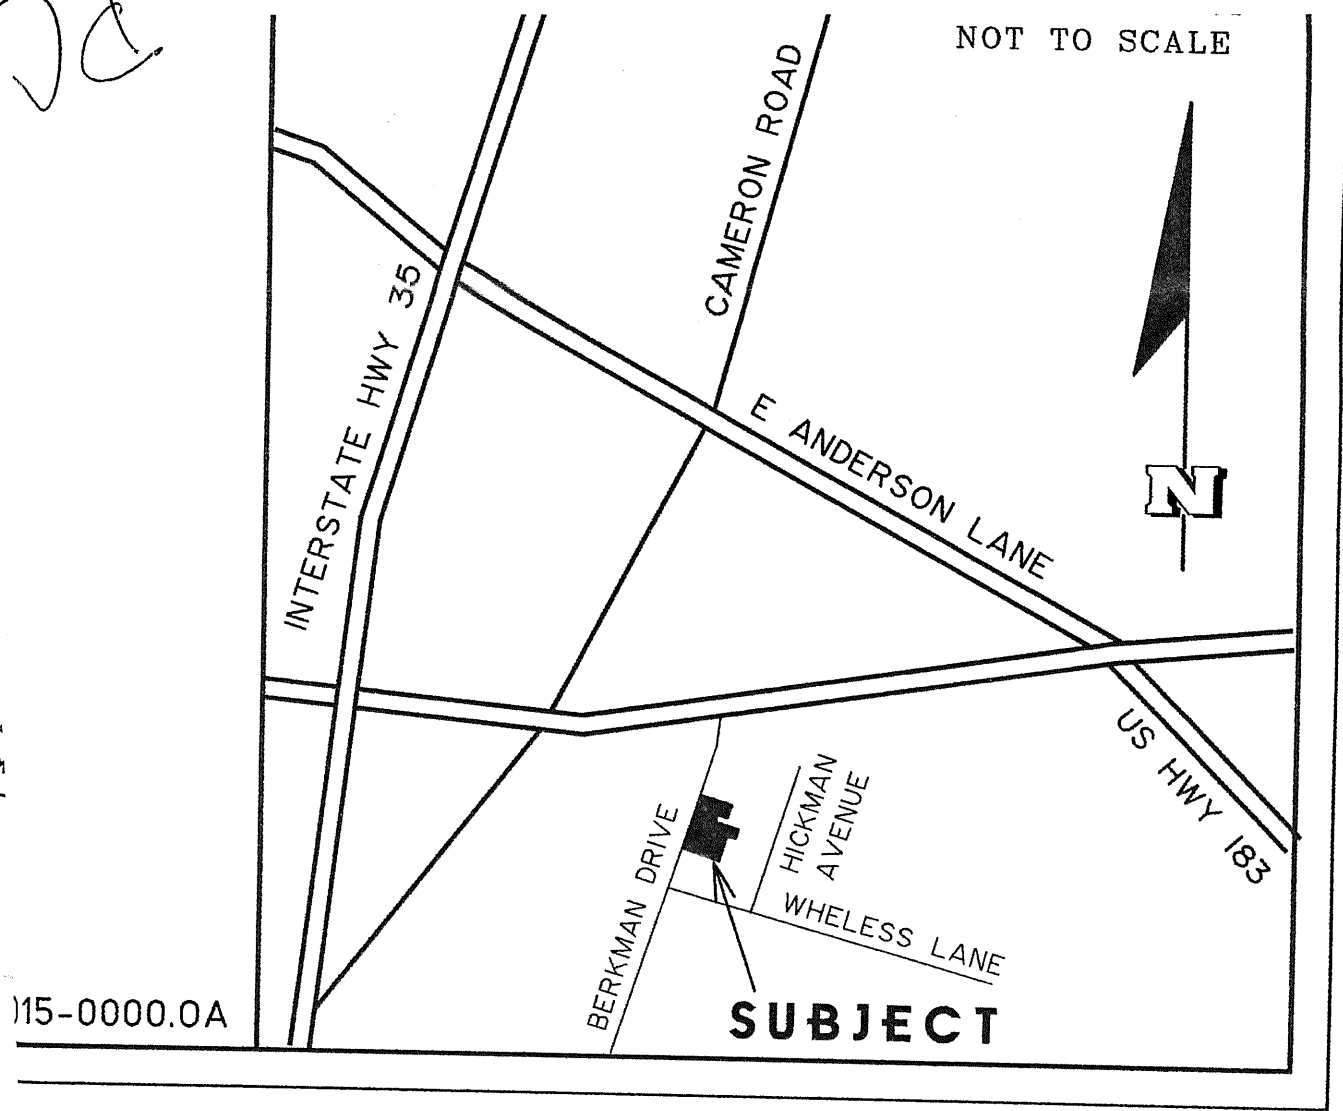 NOT TO SCALE
CAMERON ROAD
INTERSTATE HWY 35
E ANDERSON LANE
N
US HWY 183
HICKMAN
AVENUE
BERKMAN DRIVE
WHELESS LANE
SUBJECT
15-0000.0A